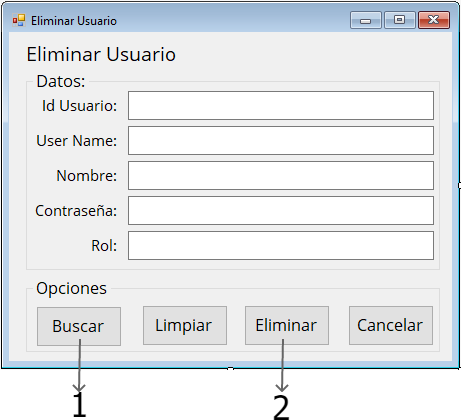 Eliminar Usuario
Eliminar Usuario
Datos:
Id Usuario:
User Name:
Nombre:
Contraseña:
Rol:
Opciones
Buscar Limpiar Eliminar Cancelar
1 2